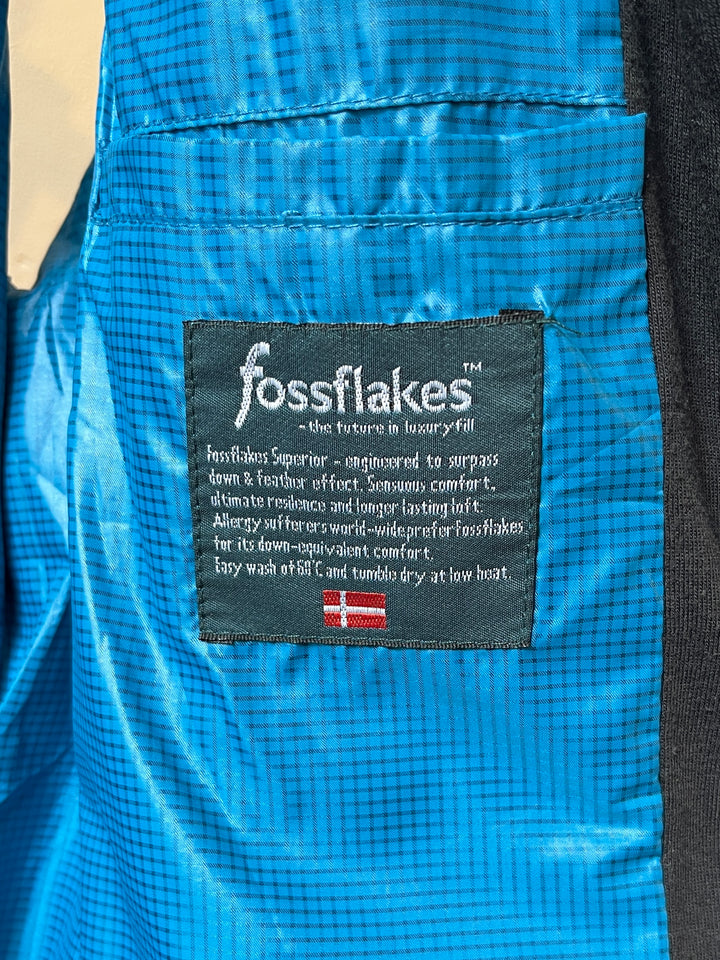 fossflakes™
- the future in luxury fill
Fossflakes Superior - engineered to surpass
down & feather effect. Sensuous comfort,
ultimate resilience and longer lasting loft.
Allergy sufferers world-wide prefer fossflakes
for its down-equivalent comfort.
Easy wash of 60°C and tumble dry at low heat.